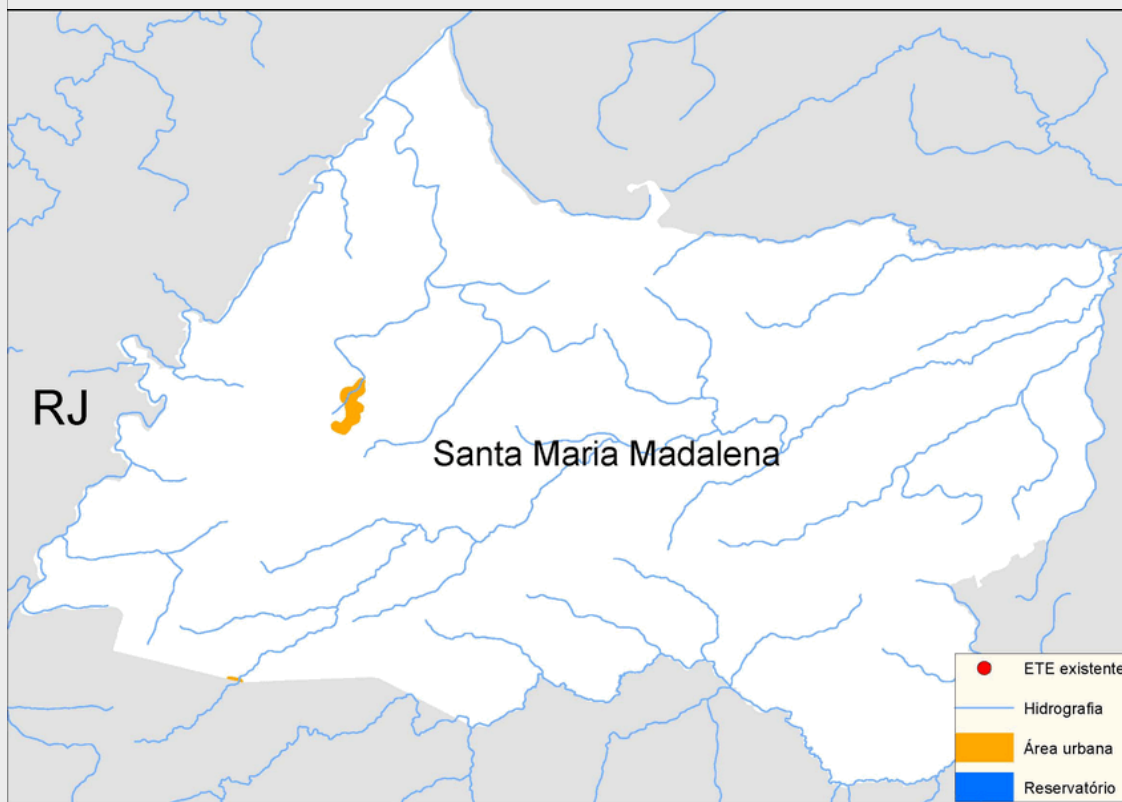 RJ
Santa Maria Madalena
ETE existente
Hidrografia
Área urbana
Reservatório